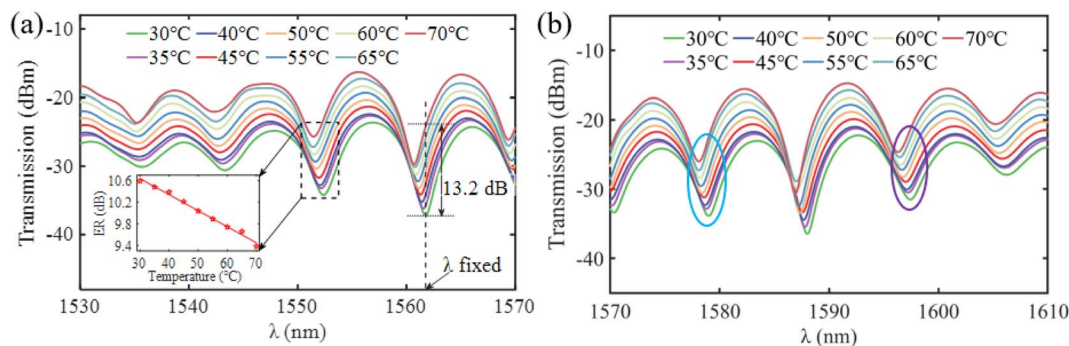 (a)
-10
-20
-30
-40
Transmission (dBm)
30°C 40°C 50°C 60°C 70°C
35°C 45°C 55°C 65°C
13.2 dB
λ fixed
10.6
10.2
9.8
9.4
ER (dB)
30 40 50 60 70
Temperature (°C)
1530 1540 1550 1560 1570
λ (nm)
(b)
-10
-20
-30
-40
Transmission (dBm)
30°C 40°C 50°C 60°C 70°C
35°C 45°C 55°C 65°C
1570 1580 1590 1600 1610
λ (nm)